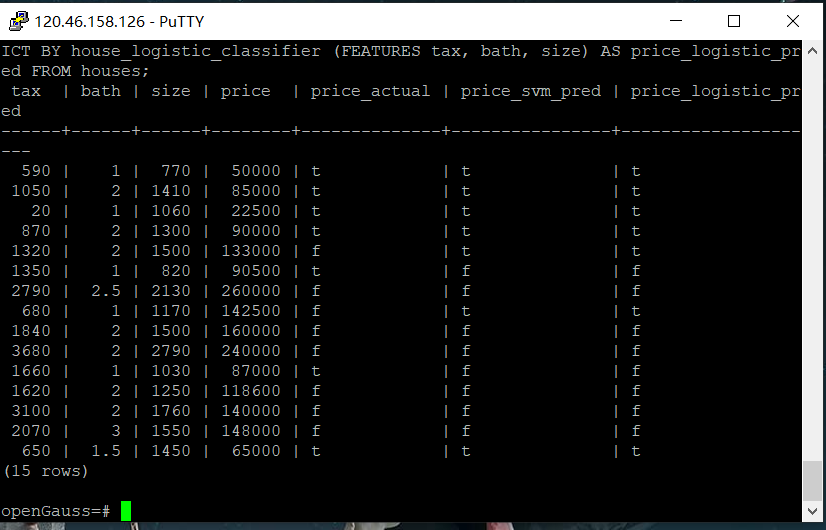 120.46.158.126 - PuTTY
ICT BY house_logistic_classifier (FEATURES tax, bath, size) AS price_logistic_pr
ed FROM houses;
 tax  | bath | size | price  | price_actual | price_svm_pred | price_logistic_pr
ed
------+------+------+--------+--------------+----------------+------------------
---
  590 |    1 |  770 |  50000 | t            | t              | t
 1050 |    2 | 1410 |  85000 | t            | t              | t
   20 |    1 | 1060 |  22500 | t            | t              | t
  870 |    2 | 1300 |  90000 | t            | t              | t
 1320 |    2 | 1500 | 133000 | f            | t              | t
 1350 |    1 |  820 |  90500 | t            | f              | f
 2790 |  2.5 | 2130 | 260000 | f            | f              | f
  680 |    1 | 1170 | 142500 | f            | t              | t
 1840 |    2 | 1500 | 160000 | f            | f              | f
 3680 |    2 | 2790 | 240000 | f            | f              | f
 1660 |    1 | 1030 |  87000 | t            | f              | f
 1620 |    2 | 1250 | 118600 | f            | f              | f
 3100 |    2 | 1760 | 140000 | f            | f              | f
 2070 |    3 | 1550 | 148000 | f            | f              | f
  650 |  1.5 | 1450 |  65000 | t            | t              | t
(15 rows)
openGauss=#